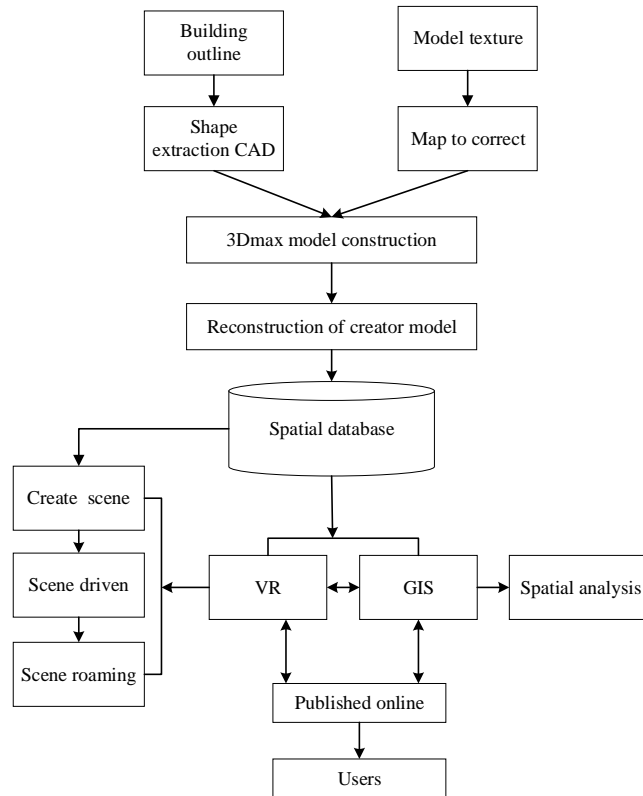 Building
outline
Model texture
Shape
extraction CAD
Map to correct
3Dmax model construction
Reconstruction of creator model
Spatial database
Create scene
Scene driven
VR
GIS
Spatial analysis
Scene roaming
Published online
Users